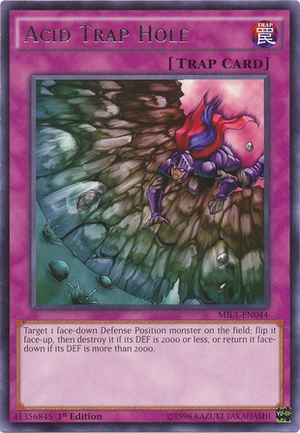 ACID TRAP HOLE
TRAP
罠
[TRAP CARD]
MIL1-EN044
Target 1 face-down Defense Position monster on the field; flip it
face-up, then destroy it if its DEF is 2000 or less, or return it face-
down if its DEF is more than 2000.
41356845 1st Edition ©1996 KAZUKI TAKAHASHI